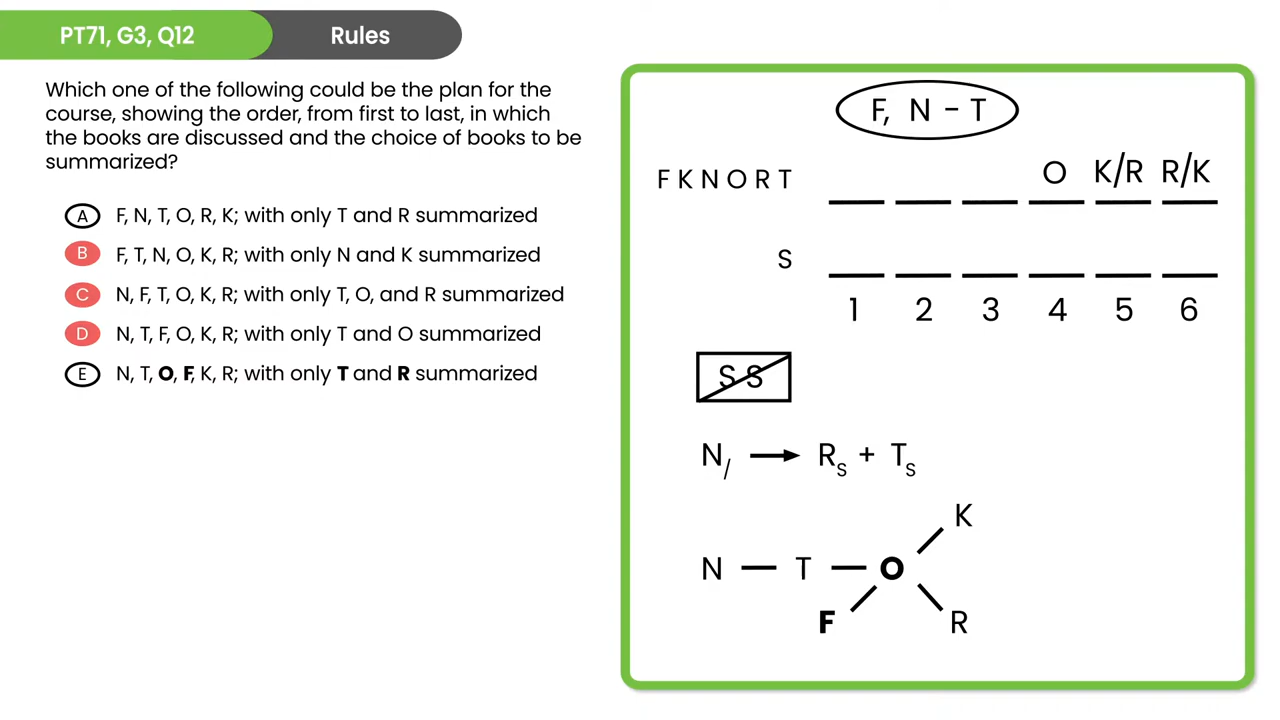 PT71, G3, Q12
Rules
Which one of the following could be the plan for the
course, showing the order, from first to last, in which
the books are discussed and the choice of books to be
summarized?
A F, N, T, O, R, K; with only T and R summarized
B F, T, N, O, K, R; with only N and K summarized
C N, F, T, O, K, R; with only T, O, and R summarized
D N, T, F, O, K, R; with only T and O summarized
E N, T, O, F, K, R; with only T and R summarized
F, N - T
F K N O R T
O K/R R/K
S
1 2 3 4 5 6
S S
N/ → RS + TS
K
N — T — O
F R